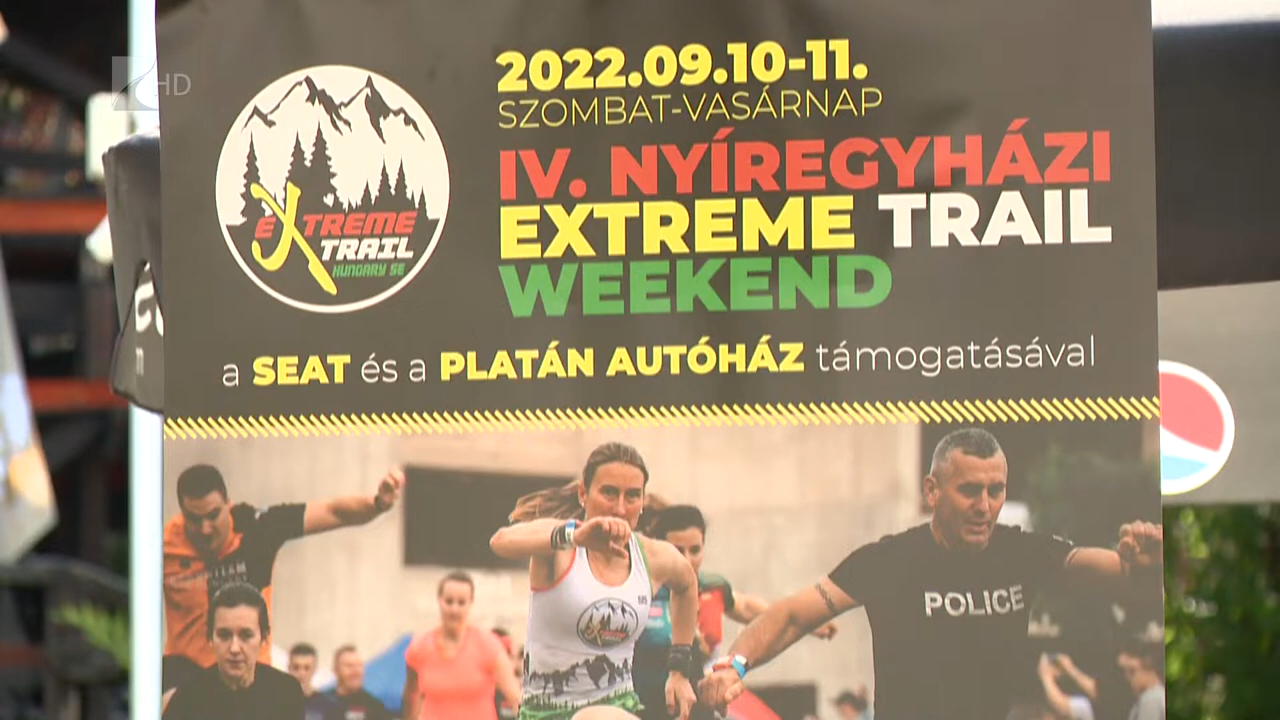 HD
2022.09.10-11.
SZOMBAT-VASÁRNAP
IV. NYÍREGYHÁZI
EXTREME TRAIL
WEEKEND
EXTREME
TRAIL
HUNGARY SE
a SEAT és a PLATÁN AUTÓHÁZ támogatásával
POLICE
EXTREME